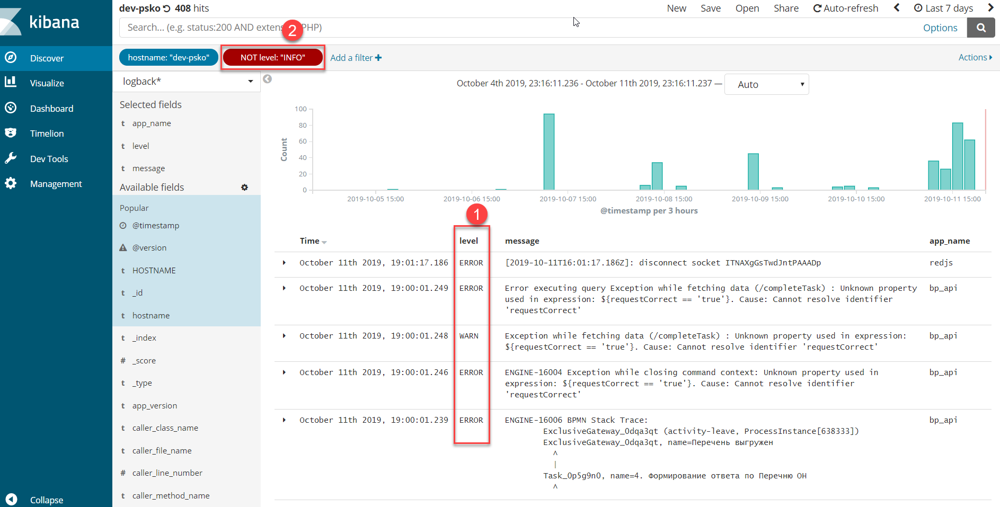 kibana
Discover
Visualize
Dashboard
Timelion
Dev Tools
Management
Collapse
dev-psko 408 hits
New Save Open Share Auto-refresh Last 7 days
Search... (e.g. status:200 AND PHP)
2
Options
hostname: "dev-psko" NOT level: "INFO" Add a filter
Actions
logback*
Selected fields
t app_name
t level
t message
Available fields
Popular
@timestamp
@version
t HOSTNAME
t _id
t hostname
t _index
# _score
t _type
t app_version
t caller_class_name
t caller_file_name
# caller_line_number
t caller_method_name
October 4th 2019, 23:16:11.236 - October 11th 2019, 23:16:11.237 — Auto
Count
100
80
60
40
20
0
2019-10-05 15:00 2019-10-06 15:00 2019-10-07 15:00 2019-10-08 15:00 2019-10-09 15:00 2019-10-10 15:00 2019-10-11 15:00
@timestamp per 3 hours
1
Time level message app_name
October 11th 2019, 19:01:17.186 ERROR [2019-10-11T16:01:17.186Z]: disconnect socket ITNAXgGsTwdJntPAAADp redjs
October 11th 2019, 19:00:01.249 ERROR Error executing query Exception while fetching data (/completeTask) : Unknown property bp_api
used in expression: ${requestCorrect == 'true'}. Cause: Cannot resolve identifier
'requestCorrect'
October 11th 2019, 19:00:01.248 WARN Exception while fetching data (/completeTask) : Unknown property used in expression: bp_api
${requestCorrect == 'true'}. Cause: Cannot resolve identifier 'requestCorrect'
October 11th 2019, 19:00:01.246 ERROR ENGINE-16004 Exception while closing command context: Unknown property used in bp_api
expression: ${requestCorrect == 'true'}. Cause: Cannot resolve identifier
'requestCorrect'
October 11th 2019, 19:00:01.239 ERROR ENGINE-16006 BPMN Stack Trace: bp_api
ExclusiveGateway_0dqa3qt (activity-leave, ProcessInstance[638333])
ExclusiveGateway_0dqa3qt, name=Перечень выгружен
^
|
Task_0p5g9n0, name=4. Формирование ответа по Перечню ОН
^